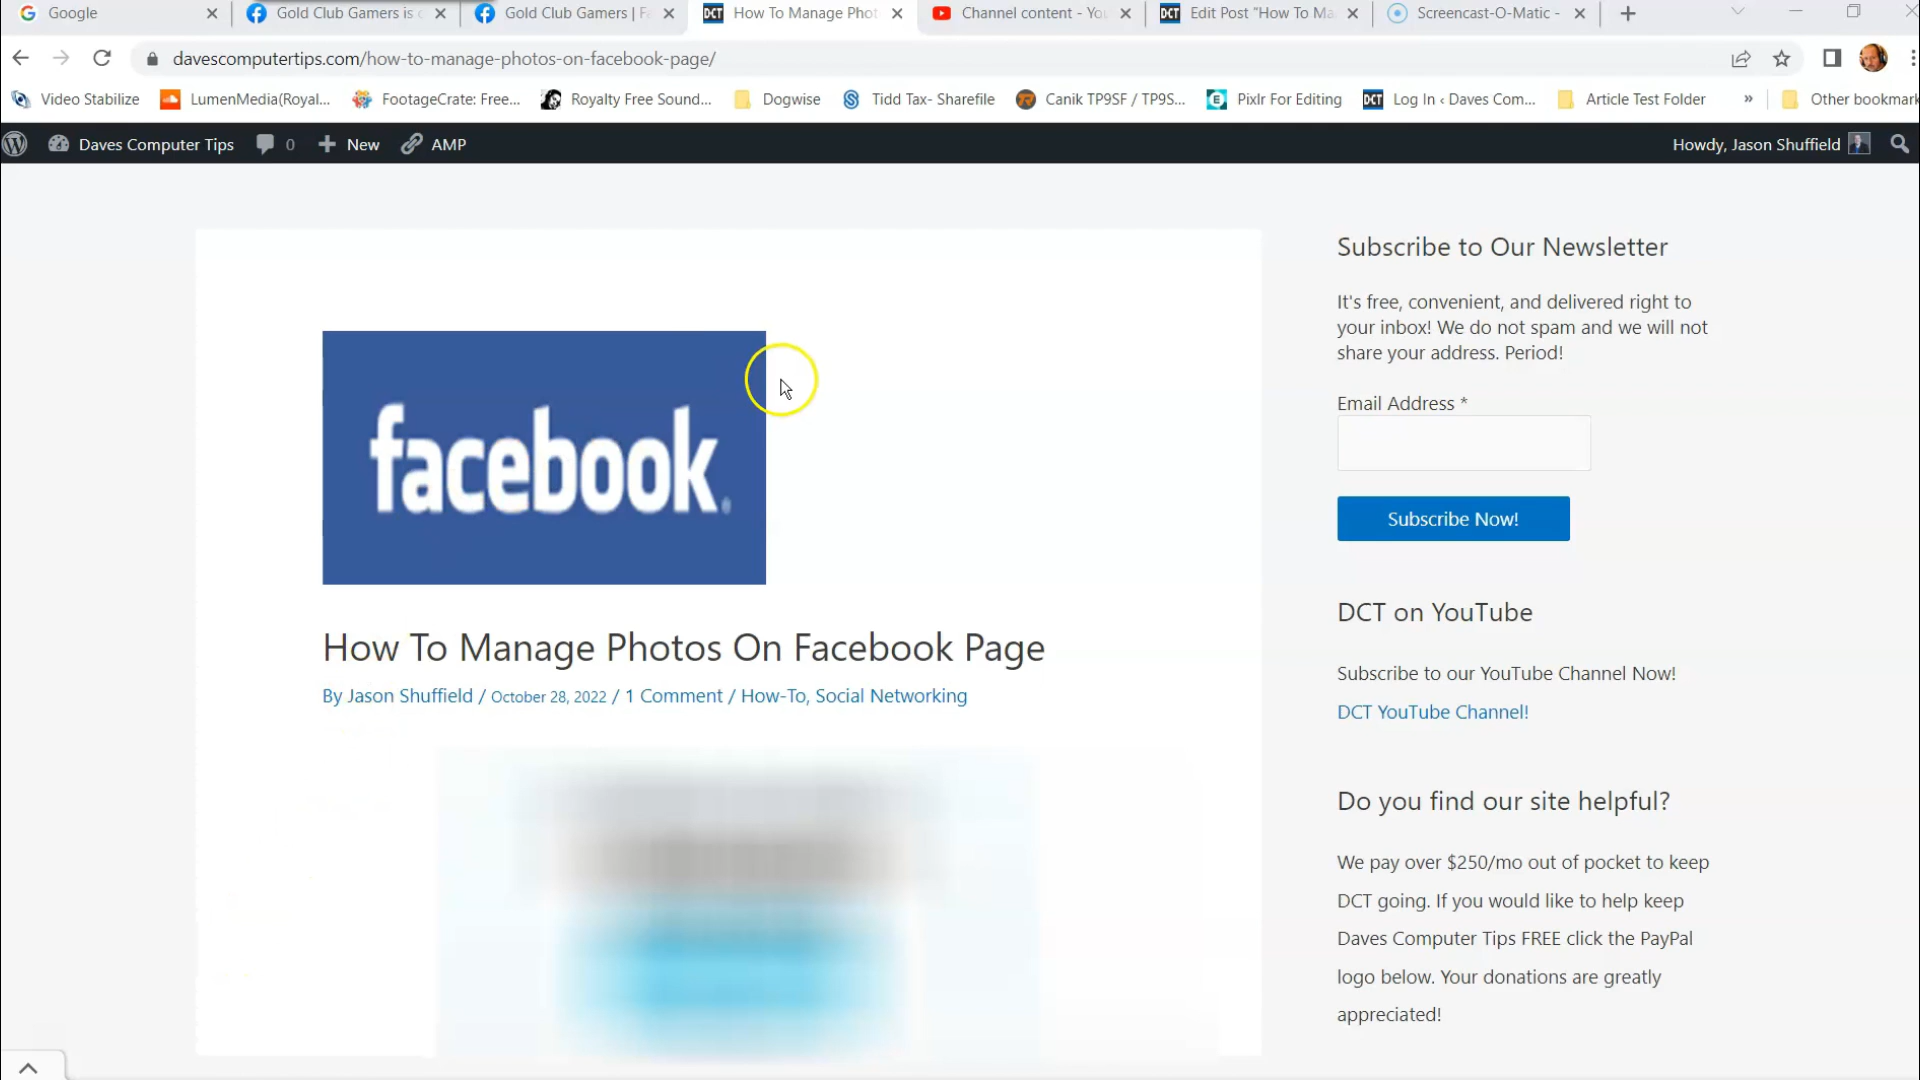 Google
Gold Club Gamers is
Gold Club Gamers |
How To Manage Phot
Channel content - You
Edit Post "How To Ma
Screencast-O-Matic -
davescomputertips.com/how-to-manage-photos-on-facebook-page/
Video Stabilize
LumenMedia(Royal...
FootageCrate: Free...
Royalty Free Sound...
Dogwise
Tidd Tax- Sharefile
Canik TP9SF / TP9S...
Pixlr For Editing
DCT
Log In ‹ Daves Com...
Article Test Folder
»
Other bookmark
Daves Computer Tips
0
New
AMP
Howdy, Jason Shuffield
facebook.
How To Manage Photos On Facebook Page
By Jason Shuffield / October 28, 2022 / 1 Comment / How-To, Social Networking
Subscribe to Our Newsletter
It's free, convenient, and delivered right to
your inbox! We do not spam and we will not
share your address. Period!
Email Address *
Subscribe Now!
DCT on YouTube
Subscribe to our YouTube Channel Now!
DCT YouTube Channel!
Do you find our site helpful?
We pay over $250/mo out of pocket to keep
DCT going. If you would like to help keep
Daves Computer Tips FREE click the PayPal
logo below. Your donations are greatly
appreciated!